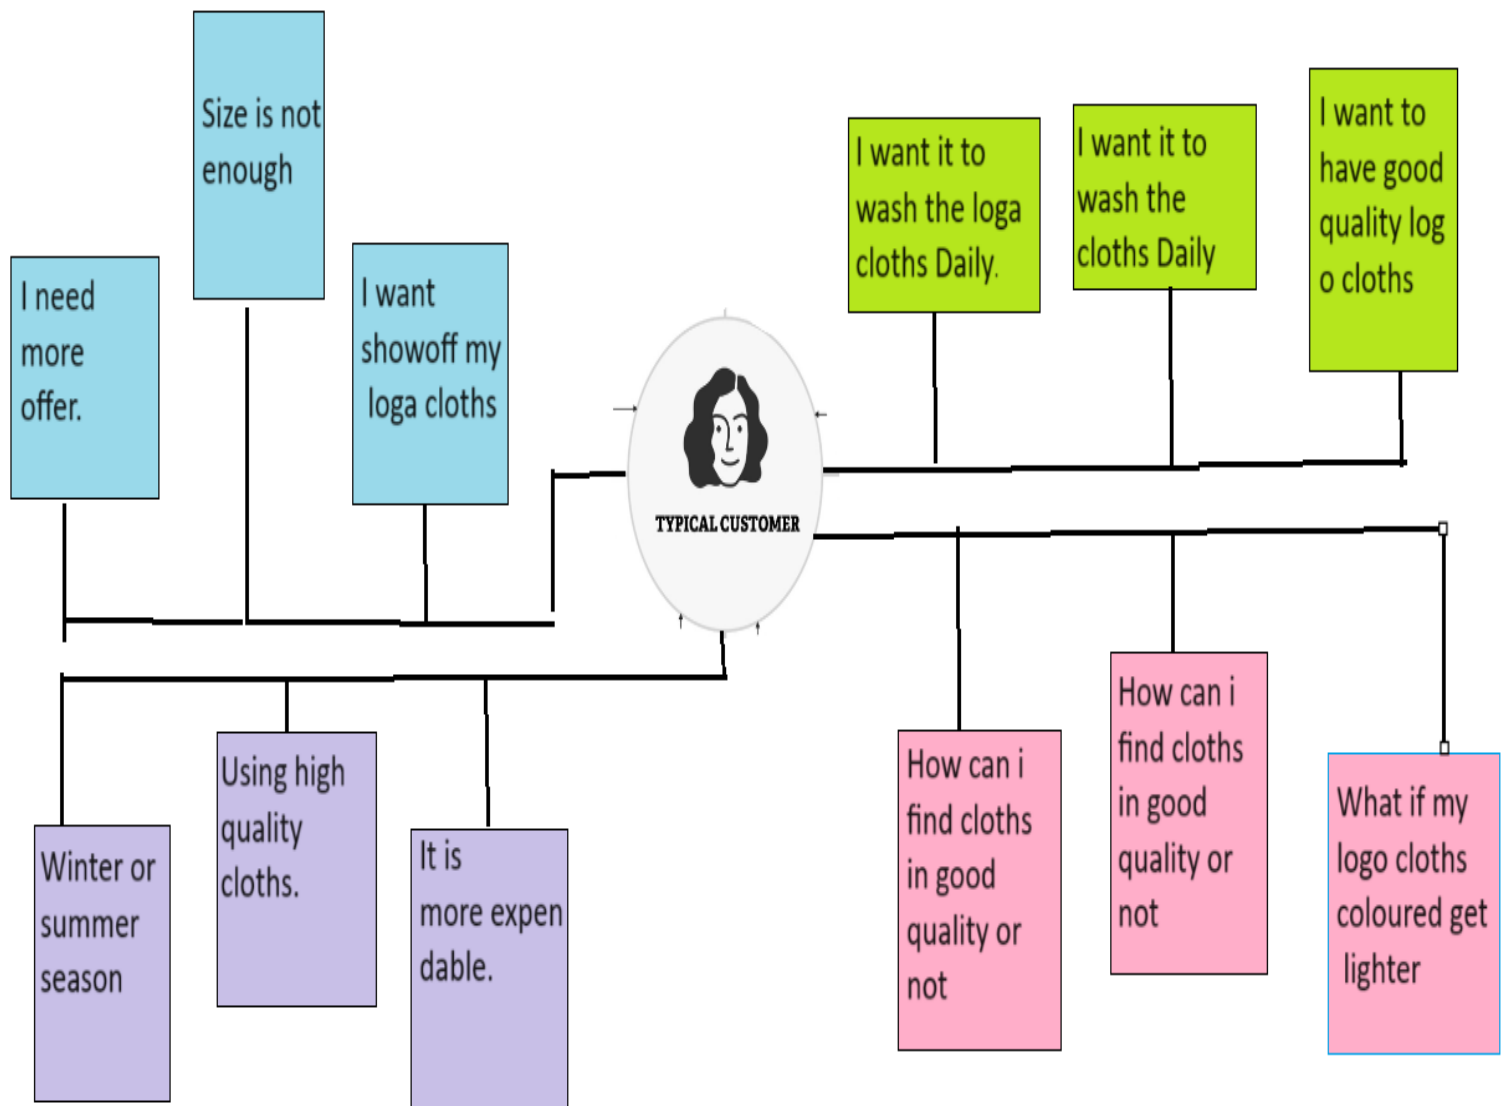 Size is not
enough
I need
more
offer.
I want
showoff my
loga cloths
I want it to
wash the loga
cloths Daily.
I want it to
wash the
cloths Daily
I want to
have good
quality log
o cloths
TYPICAL CUSTOMER
Winter or
summer
season
Using high
quality
cloths.
It is
more expen
dable.
How can i
find cloths
in good
quality or
not
How can i
find cloths
in good
quality or
not
What if my
logo cloths
coloured get
lighter